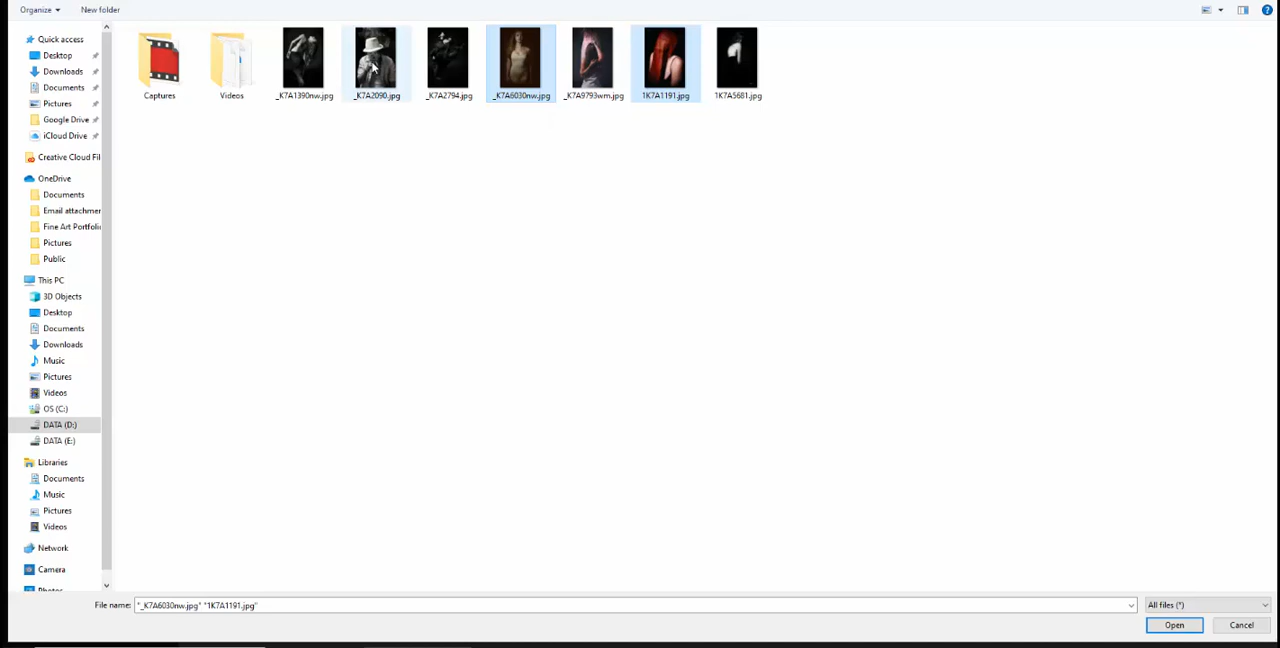 Organize
New folder
Quick access
Desktop
Downloads
Documents
Pictures
Google Drive
iCloud Drive
Creative Cloud Fil
OneDrive
Documents
Email attachmen
Fine Art Portfoli
Pictures
Public
This PC
3D Objects
Desktop
Documents
Downloads
Music
Pictures
Videos
OS (C:)
DATA (D:)
DATA (E:)
Libraries
Documents
Music
Pictures
Videos
Network
Camera
Captures
Videos
_K7A1390nw.jpg
_K7A2090.jpg
_K7A2794.jpg
_K7A6030nw.jpg
_K7A9793wm.jpg
1K7A1191.jpg
1K7A5681.jpg
File name: "_K7A6030nw.jpg" "1K7A1191.jpg"
All files (*)
Open
Cancel